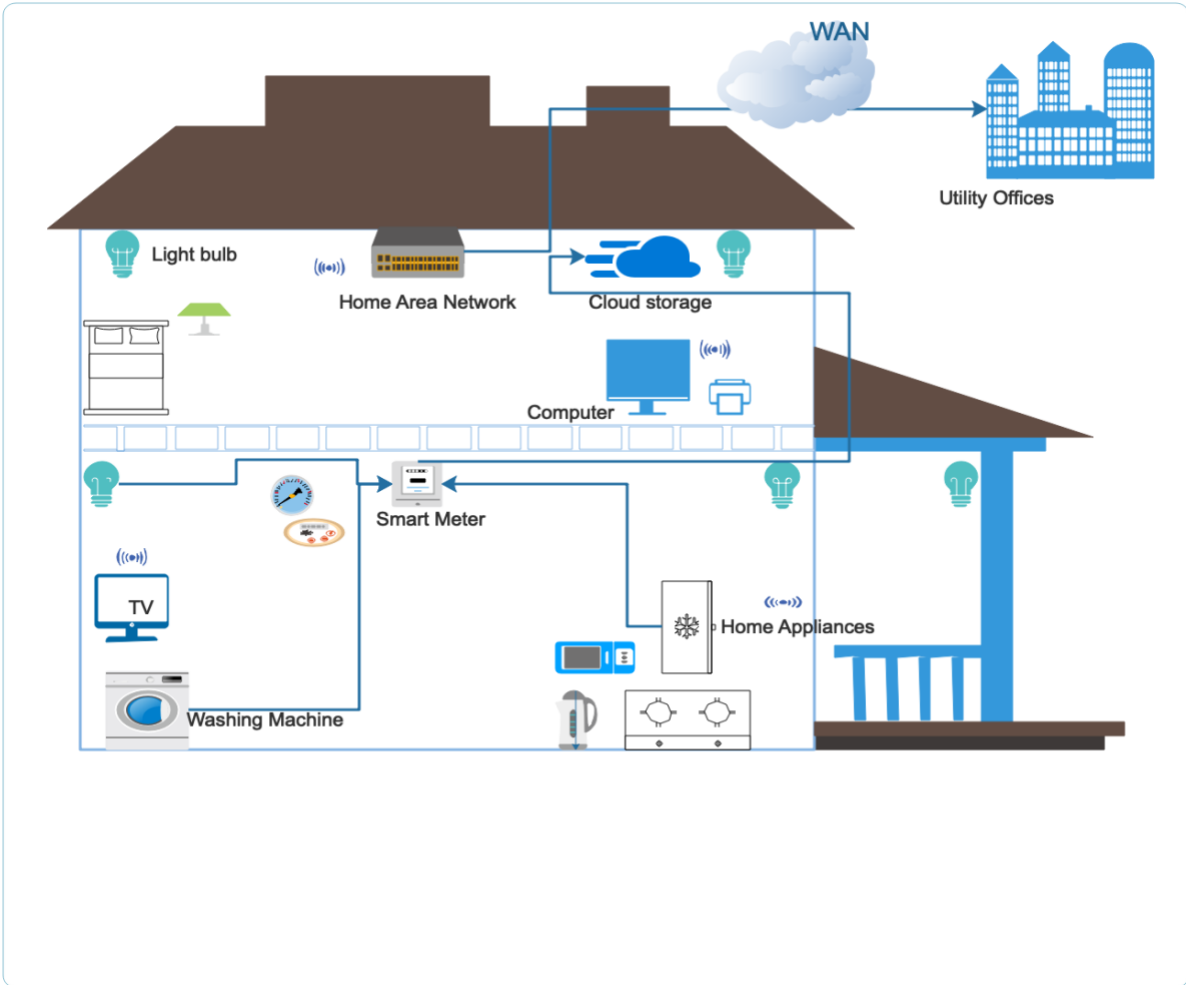 WAN
Utility Offices
Light bulb
Home Area Network
Cloud storage
Computer
Smart Meter
TV
Home Appliances
Washing Machine